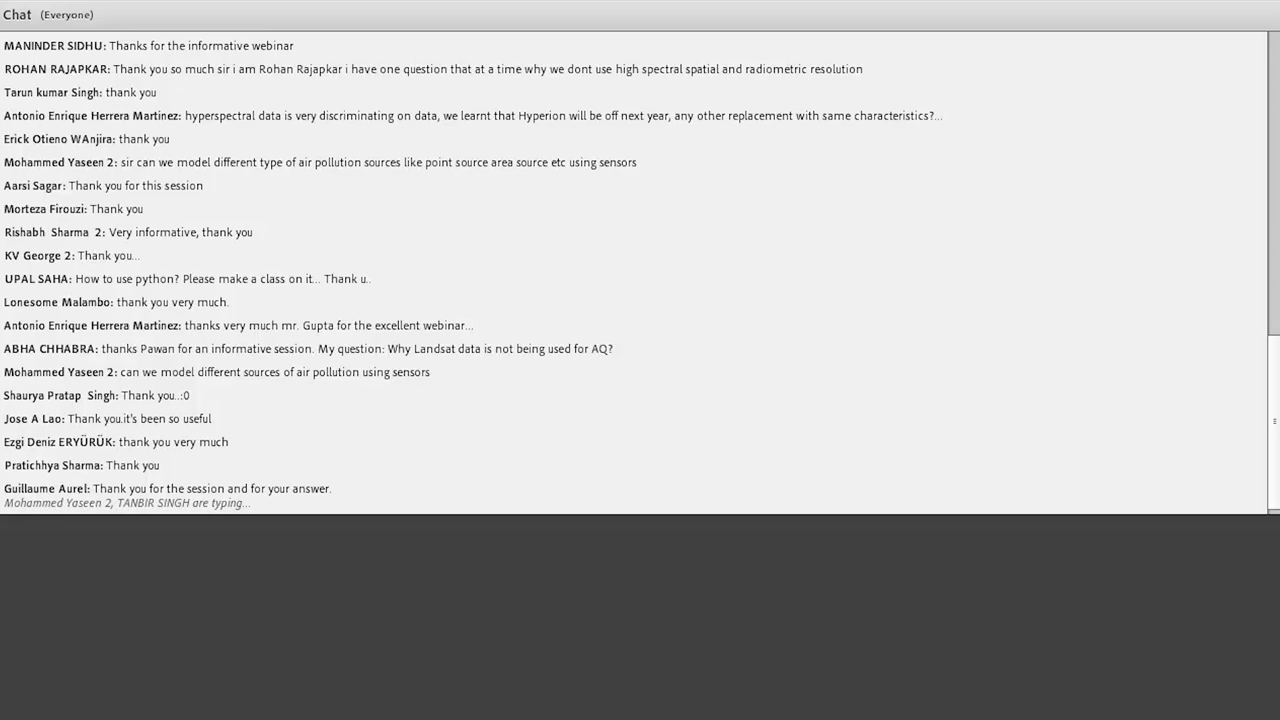 Chat (Everyone)
MANINDER SIDHU: Thanks for the informative webinar
ROHAN RAJAPKAR: Thank you so much sir i am Rohan Rajapkar i have one question that at a time why we dont use high spectral spatial and radiometric resolution
Tarun kumar Singh: thank you
Antonio Enrique Herrera Martinez: hyperspectral data is very discriminating on data, we learnt that Hyperion will be off next year, any other replacement with same characteristics?...
Erick Otieno WAnjira: thank you
Mohammed Yaseen 2: sir can we model different type of air pollution sources like point source area source etc using sensors
Aarsi Sagar: Thank you for this session
Morteza Firouzi: Thank you
Rishabh Sharma 2: Very informative, thank you
KV George 2: Thank you...
UPAL SAHA: How to use python? Please make a class on it... Thank u..
Lonesome Malambo: thank you very much.
Antonio Enrique Herrera Martinez: thanks very much mr. Gupta for the excellent webinar...
ABHA CHHABRA: thanks Pawan for an informative session. My question: Why Landsat data is not being used for AQ?
Mohammed Yaseen 2: can we model different sources of air pollution using sensors
Shaurya Pratap Singh: Thank you..:0
Jose A Lao: Thank you.it's been so useful
Ezgi Deniz ERYÜRÜK: thank you very much
Pratichhya Sharma: Thank you
Guillaume Aurel: Thank you for the session and for your answer.
Mohammed Yaseen 2, TANBIR SINGH are typing...